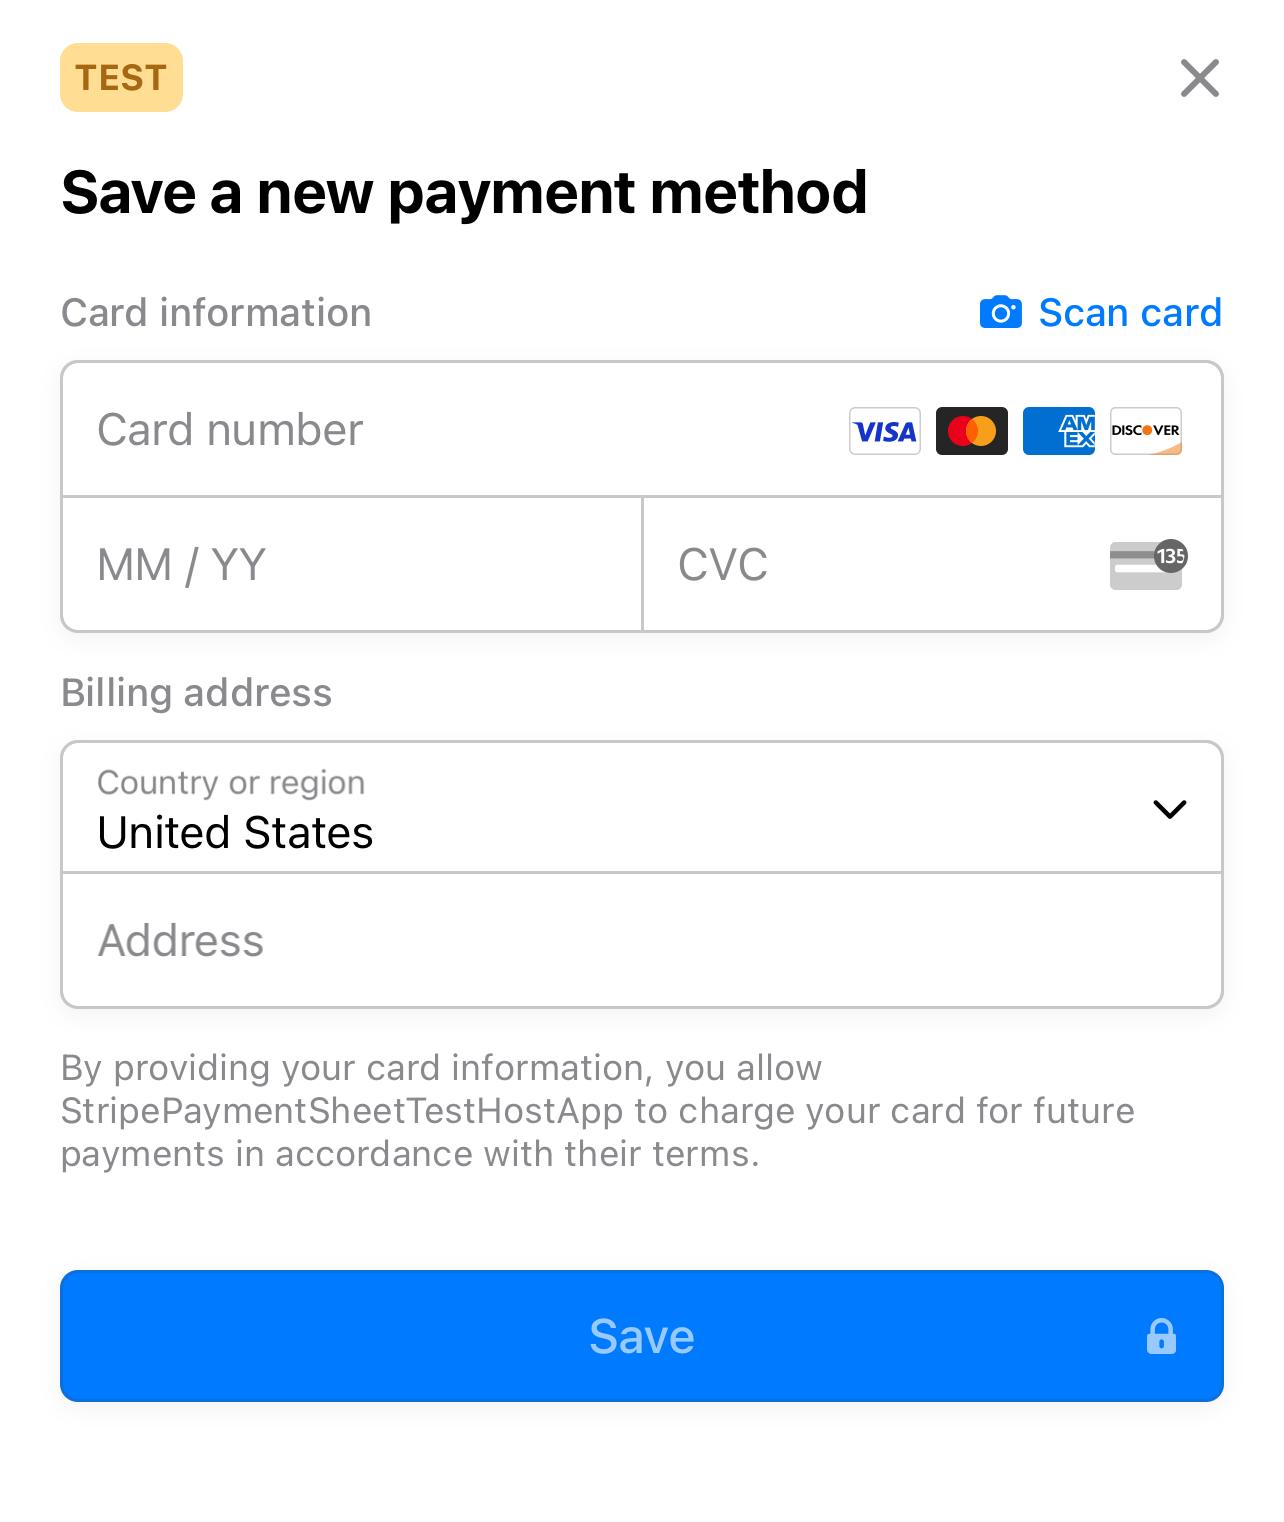 TEST
Save a new payment method
Card information
Scan card
Card number
VISA
AM
EX
DISCOVER
MM / YY
CVC
135
Billing address
Country or region
United States
Address
By providing your card information, you allow
StripePaymentSheetTestHostApp to charge your card for future
payments in accordance with their terms.
Save